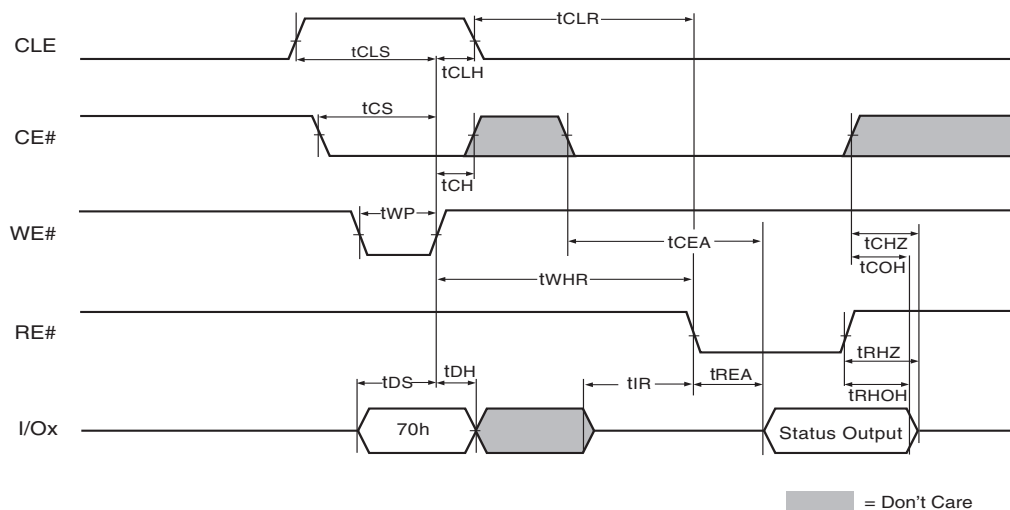 tCLR
CLE
tCLS
tCLH
tCS
CE#
tCH
tWP
WE#
tCEA
tCHZ
tCOH
tWHR
RE#
tRHZ
tDS
tDH
tIR
tREA
tRHOH
I/Ox
70h
Status Output
= Don't Care